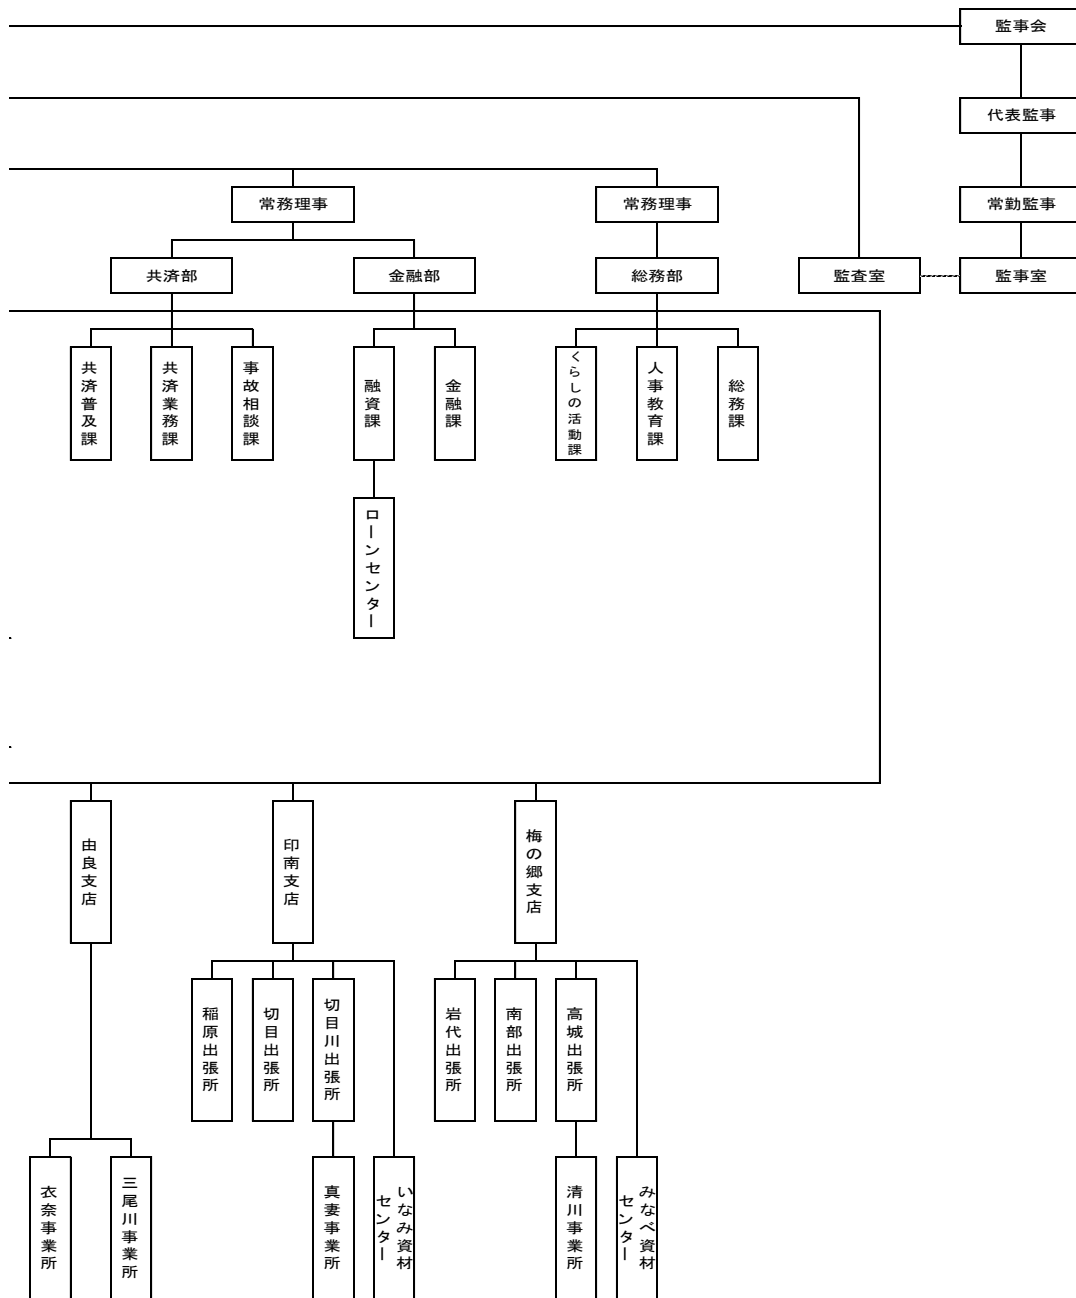 監事会
代表監事
常務理事
常務理事
常勤監事
共済部
金融部
総務部
監査室
監事室
共済普及課
共済業務課
事故相談課
融資課
金融課
くらしの活動課
人事教育課
総務課
ローンセンター
由良支店
印南支店
梅の郷支店
稲原出張所
切目出張所
切目川出張所
岩代出張所
南部出張所
高城出張所
衣奈事業所
三尾川事業所
真妻事業所
いなみ資材
センター
清川事業所
みなべ資材
センター